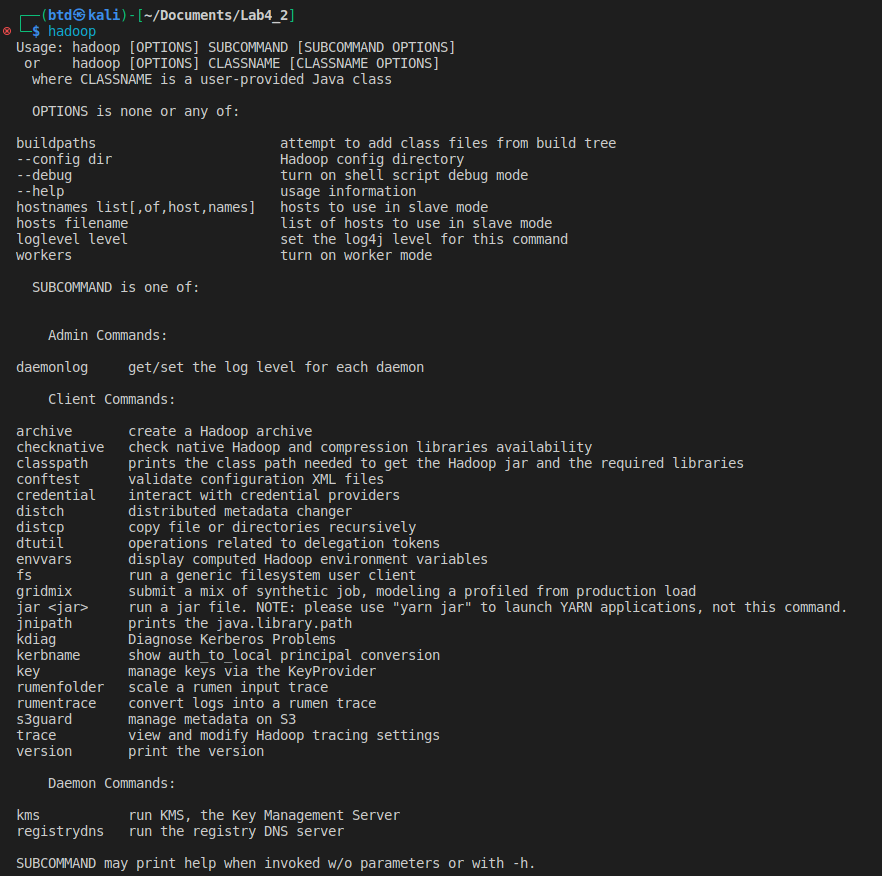 ┌──(btd㉿kali)-[~/Documents/Lab4_2]
└─$ hadoop
Usage: hadoop [OPTIONS] SUBCOMMAND [SUBCOMMAND OPTIONS]
 or    hadoop [OPTIONS] CLASSNAME [CLASSNAME OPTIONS]
  where CLASSNAME is a user-provided Java class

  OPTIONS is none or any of:

buildpaths                       attempt to add class files from build tree
--config dir                     Hadoop config directory
--debug                          turn on shell script debug mode
--help                           usage information
hostnames list[,of,host,names]   hosts to use in slave mode
hosts filename                   list of hosts to use in slave mode
loglevel level                   set the log4j level for this command
workers                          turn on worker mode

  SUBCOMMAND is one of:


    Admin Commands:

daemonlog     get/set the log level for each daemon

    Client Commands:

archive       create a Hadoop archive
checknative   check native Hadoop and compression libraries availability
classpath     prints the class path needed to get the Hadoop jar and the required libraries
conftest      validate configuration XML files
credential    interact with credential providers
distch        distributed metadata changer
distcp        copy file or directories recursively
dtutil        operations related to delegation tokens
envvars       display computed Hadoop environment variables
fs            run a generic filesystem user client
gridmix       submit a mix of synthetic job, modeling a profiled from production load
jar <jar>     run a jar file. NOTE: please use "yarn jar" to launch YARN applications, not this command.
jnipath       prints the java.library.path
kdiag         Diagnose Kerberos Problems
kerbname      show auth_to_local principal conversion
key           manage keys via the KeyProvider
rumenfolder   scale a rumen input trace
rumentrace    convert logs into a rumen trace
s3guard       manage metadata on S3
trace         view and modify Hadoop tracing settings
version       print the version

    Daemon Commands:

kms           run KMS, the Key Management Server
registrydns   run the registry DNS server

SUBCOMMAND may print help when invoked w/o parameters or with -h.